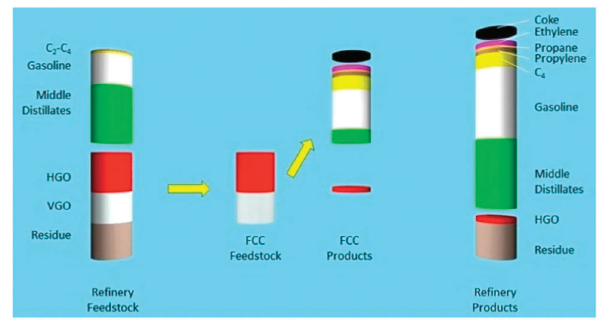 C2-C4
Gasoline
Middle
Distillates
HGO
VGO
Residue
Refinery
Feedstock
FCC
Feedstock
FCC
Products
Coke
Ethylene
Propane
Propylene
C4
Gasoline
Middle
Distillates
HGO
Residue
Refinery
Products